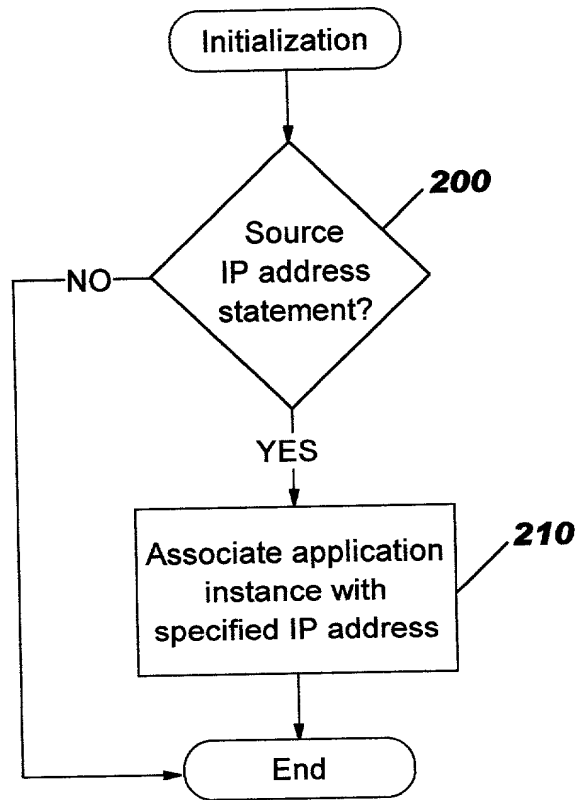 Initialization
200
Source
IP address
statement?
NO
YES
210
Associate application
instance with
specified IP address
End